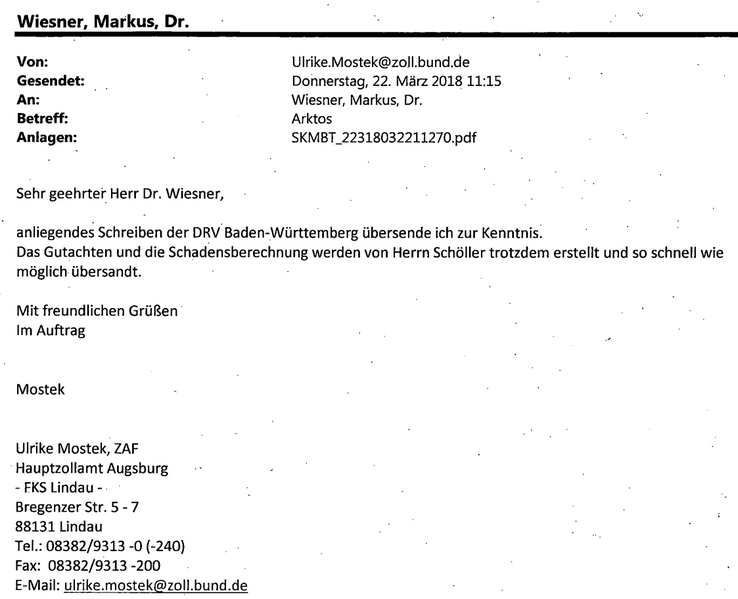 Wiesner, Markus, Dr.
Von: Ulrike.Mostek@zoll.bund.de
Gesendet: Donnerstag, 22. März 2018 11:15
An: Wiesner, Markus, Dr.
Betreff: Arktos
Anlagen: SKMBT_22318032211270.pdf
Sehr geehrter Herr Dr. Wiesner,
anliegendes Schreiben der DRV Baden-Württemberg übersende ich zur Kenntnis.
Das Gutachten und die Schadensberechnung werden von Herrn Schöller trotzdem erstellt und so schnell wie
möglich übersandt.
Mit freundlichen Grüßen
Im Auftrag
Mostek
Ulrike Mostek, ZAF
Hauptzollamt Augsburg
- FKS Lindau -
Bregenzer Str. 5 - 7
88131 Lindau
Tel.: 08382/9313 -0 (-240)
Fax: 08382/9313 -200
E-Mail: ulrike.mostek@zoll.bund.de